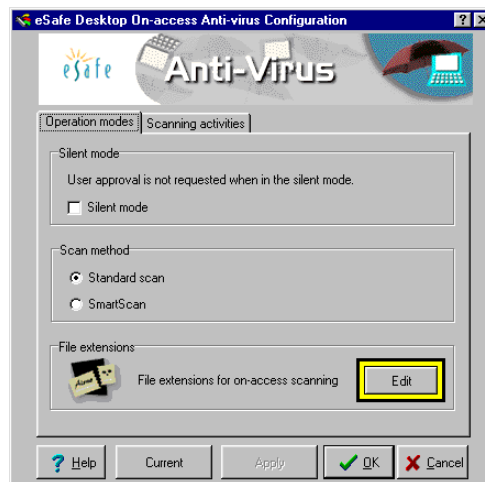 eSafe Desktop On-access Anti-virus Configuration
eSafe
Anti-Virus
Operation modes
Scanning activities
Silent mode
User approval is not requested when in the silent mode.
Silent mode
Scan method
Standard scan
SmartScan
File extensions
File extensions for on-access scanning
Edit
Help
Current
Apply
OK
Cancel